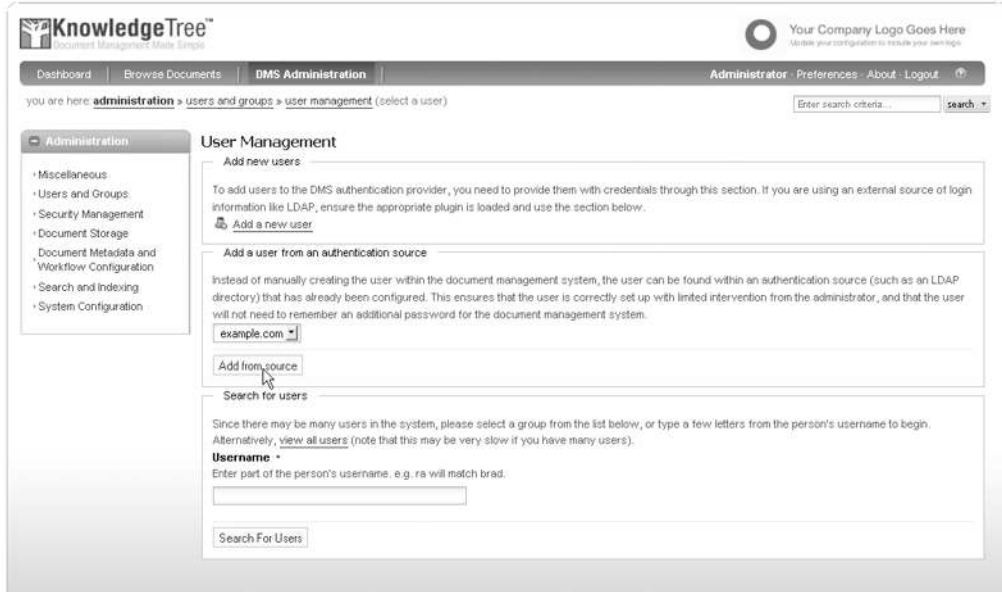 KnowledgeTree™
Document Management Made Simple
Your Company Logo Goes Here
Update your configuration to include your own logo
Dashboard Browse Documents DMS Administration
Administrator · Preferences · About · Logout
you are here: administration » users and groups » user management (select a user)
Enter search criteria... search
Administration
Miscellaneous
Users and Groups
Security Management
Document Storage
Document Metadata and
Workflow Configuration
Search and Indexing
System Configuration
User Management
Add new users
To add users to the DMS authentication provider, you need to provide them with credentials through this section. If you are using an external source of login
information like LDAP, ensure the appropriate plugin is loaded and use the section below.
Add a new user
Add a user from an authentication source
Instead of manually creating the user within the document management system, the user can be found within an authentication source (such as an LDAP
directory) that has already been configured. This ensures that the user is correctly set up with limited intervention from the administrator, and that the user
will not need to remember an additional password for the document management system.
example.com
Add from source
Search for users
Since there may be many users in the system, please select a group from the list below, or type a few letters from the person's username to begin.
Alternatively, view all users (note that this may be very slow if you have many users).
Username
Enter part of the person's username. e.g. ra will match brad.
Search For Users